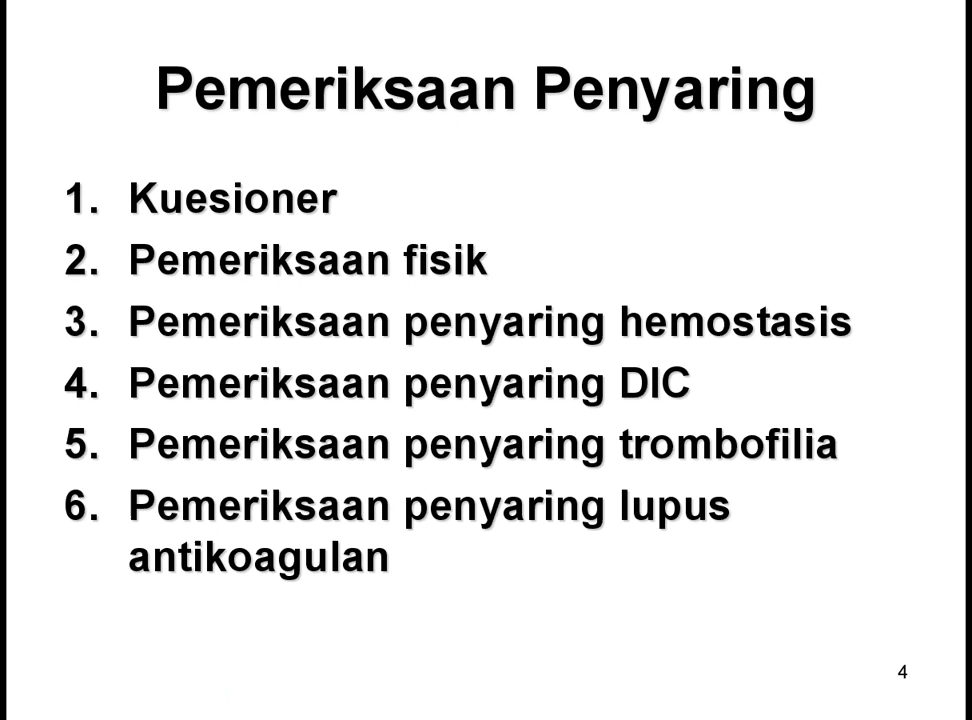 Pemeriksaan Penyaring
1. Kuesioner
2. Pemeriksaan fisik
3. Pemeriksaan penyaring hemostasis
4. Pemeriksaan penyaring DIC
5. Pemeriksaan penyaring trombofilia
6. Pemeriksaan penyaring lupus
antikoagulan
4